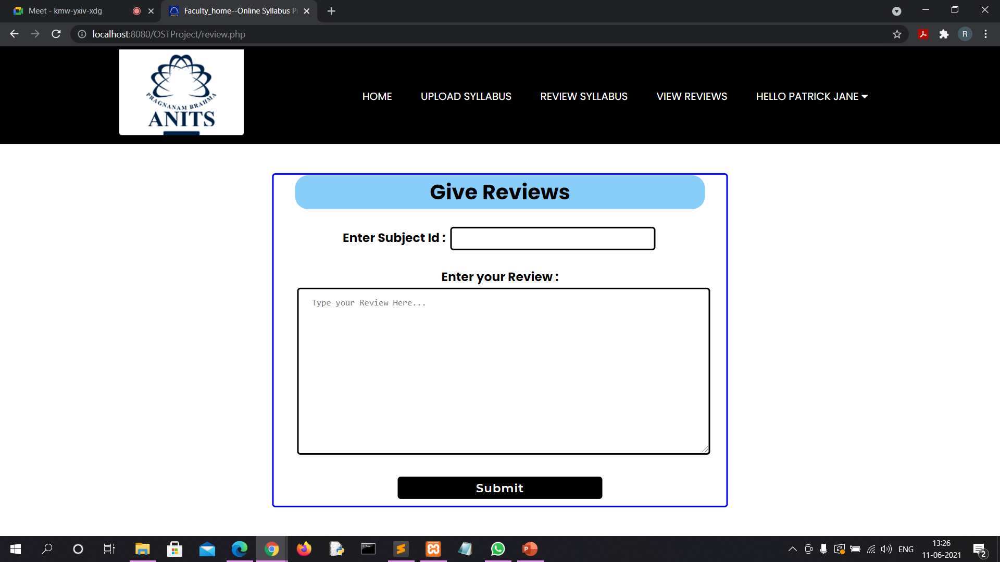 Meet - kmw-yxiv-xdg
Faculty_home--Online Syllabus P
localhost:8080/OSTProject/review.php
R
PRAGNANAM BRAHMA
ANITS
HOME
UPLOAD SYLLABUS
REVIEW SYLLABUS
VIEW REVIEWS
HELLO PATRICK JANE
Give Reviews
Enter Subject Id :
Enter your Review :
Type your Review Here...
Submit
ENG
13:26
11-06-2021
2